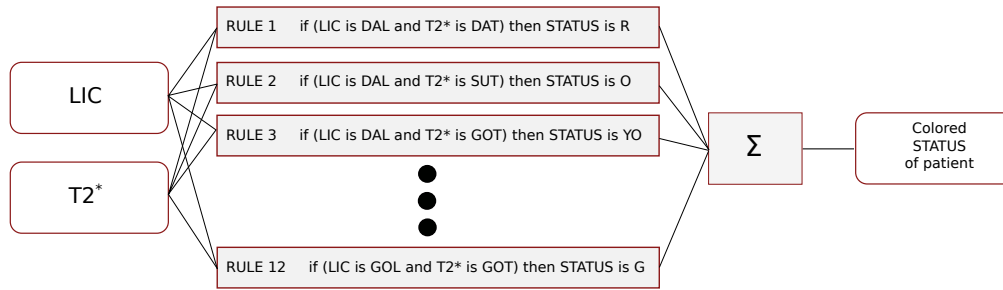 LIC
T2*
RULE 1 if (LIC is DAL and T2* is DAT) then STATUS is R
RULE 2 if (LIC is DAL and T2* is SUT) then STATUS is O
RULE 3 if (LIC is DAL and T2* is GOT) then STATUS is YO
RULE 12 if (LIC is GOL and T2* is GOT) then STATUS is G
Σ
Colored
STATUS
of patient